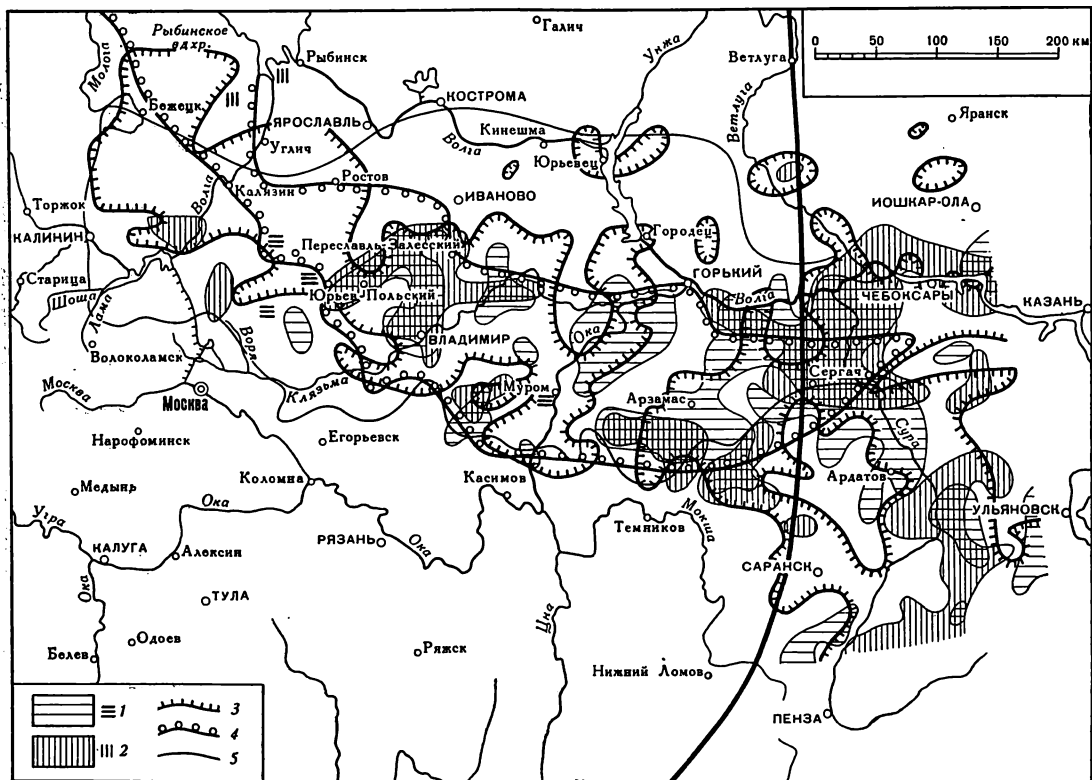 Рыбинское
вдхр.
Молога
Галич
Унжа
Рыбинск
Ветлуга
0 50 100 150 200 км
Бежецк
КОСТРОМА
Ветлуга
Яранск
ЯРОСЛАВЛЬ
Волга
Кинешма
Углич
Юрьевец
Волга
Ростов
Калязин
ИВАНОВО
ЙОШКАР-ОЛА
Торжок
КАЛИНИН
Переславль-Залесский
Городец
Старица
Шоша
ГОРЬКИЙ
Волга
ЧЕБОКСАРЫ
КАЗАНЬ
Юрьев-Польский
Лама
Воря
ВЛАДИМИР
Ока
Волоколамск
Клязьма
Сергач
Москва
Москва
Муром
Арзамас
Нарофоминск
Егорьевск
Сура
Медынь
Коломна
Касимов
Ардатов
Ока
Темников
Мокша
УЛЬЯНОВСК
Угра
КАЛУГА
Алексин
РЯЗАНЬ
Ока
САРАНСК
Ока
ТУЛА
Цна
Одоев
Белев
Ряжск
Нижний Ломов
ПЕНЗА
1
2
3
4
5